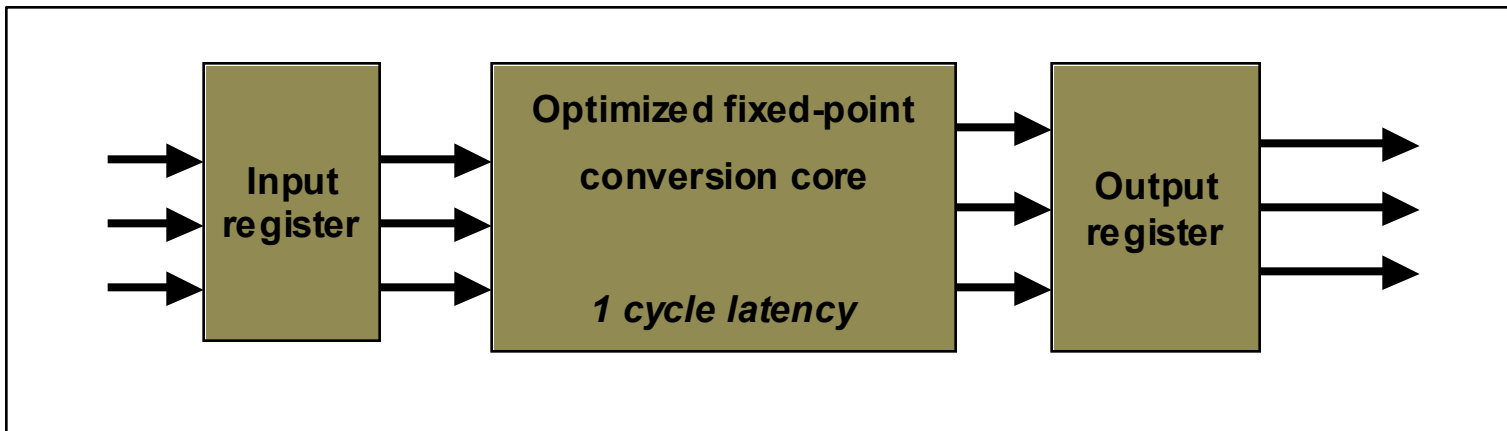 Input
register
Optimized fixed-point
conversion core
1 cycle latency
Output
register